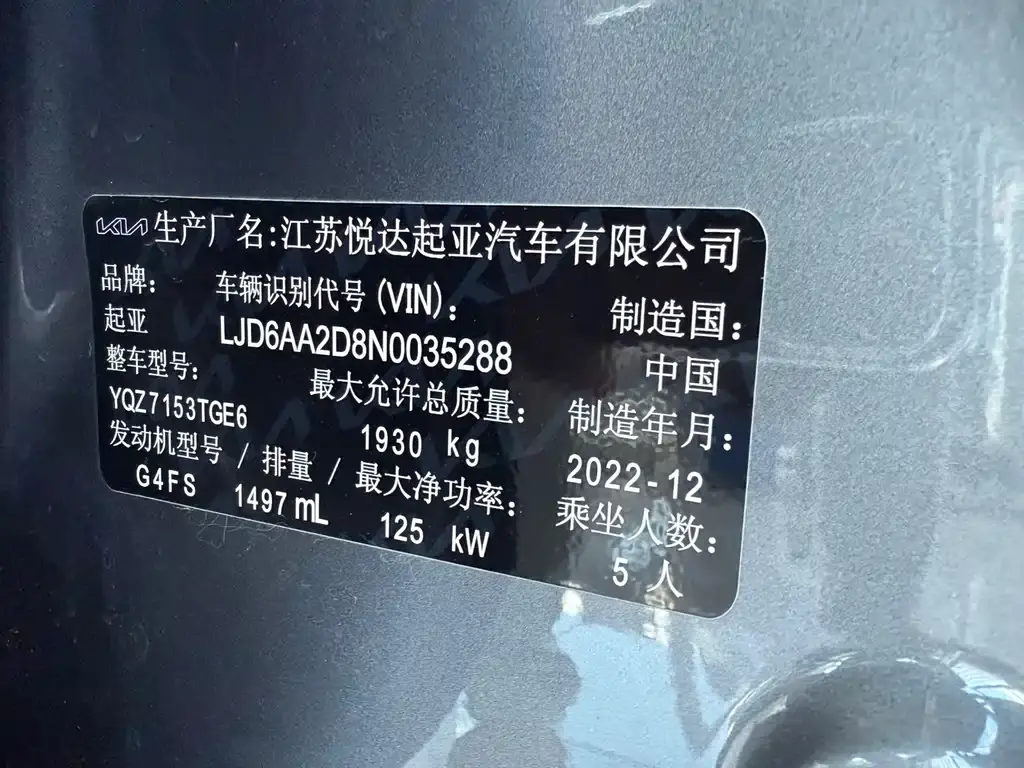 KIA 生产厂名:江苏悦达起亚汽车有限公司
品牌: 车辆识别代号(VIN): 制造国:
起亚 LJD6AA2D8N0035288 中国
整车型号: 最大允许总质量: 制造年月:
YQZ7153TGE6 1930 kg 2022-12
发动机型号 / 排量 / 最大净功率: 乘坐人数:
G4FS 1497 mL 125 kW 5 人